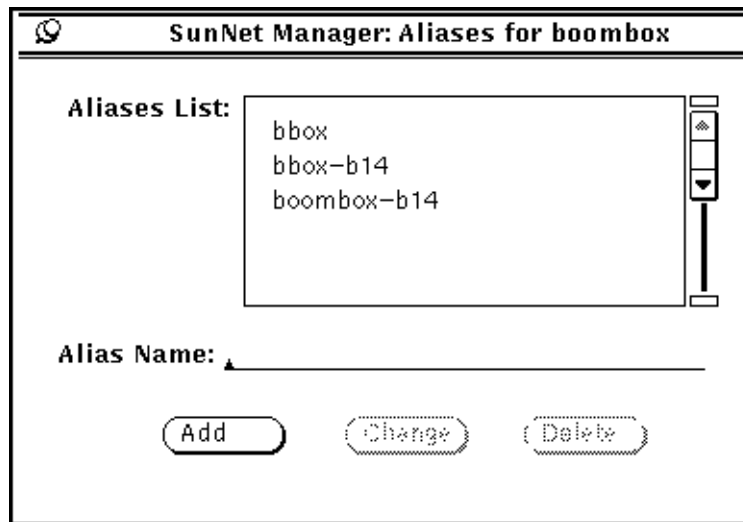 SunNet Manager: Aliases for boombox
Aliases List:
bbox
bbox-b14
boombox-b14
Alias Name:
Add Change Delete